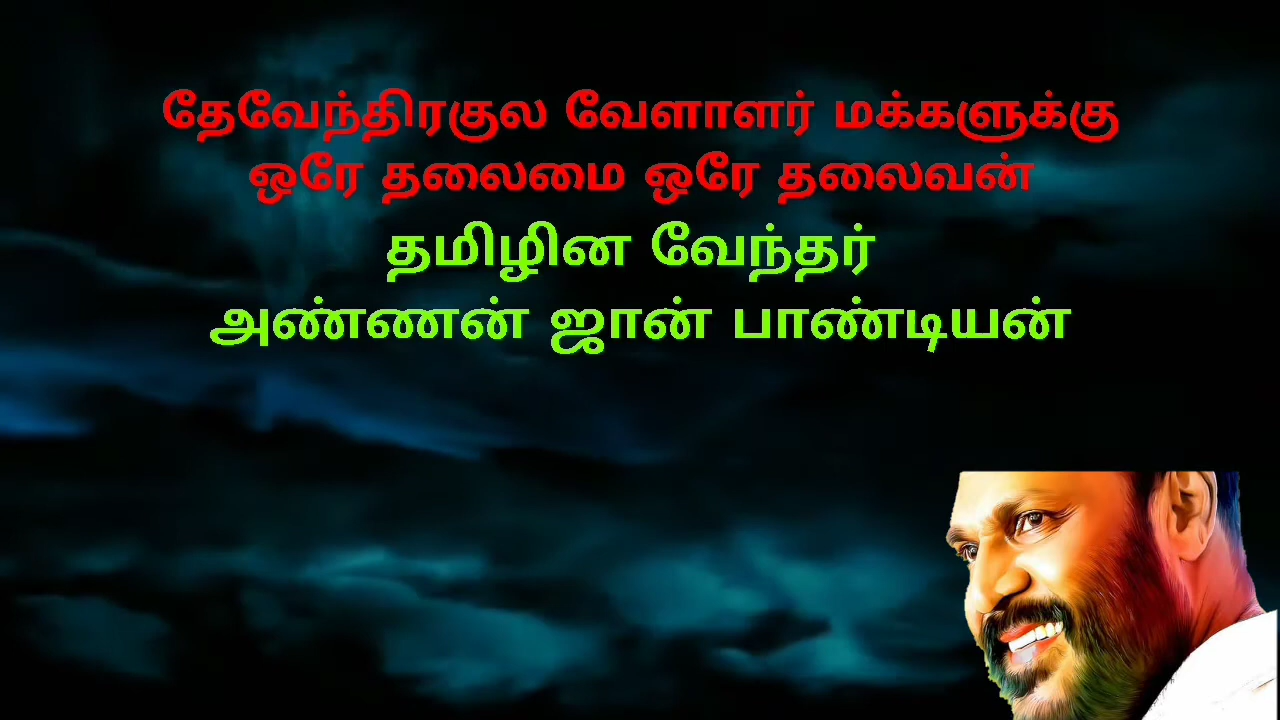 தேவேந்திரகுல வேளாளர் மக்களுக்கு
ஒரே தலைமை ஒரே தலைவன்
தமிழின வேந்தர்
அண்ணன் ஜான் பாண்டியன்